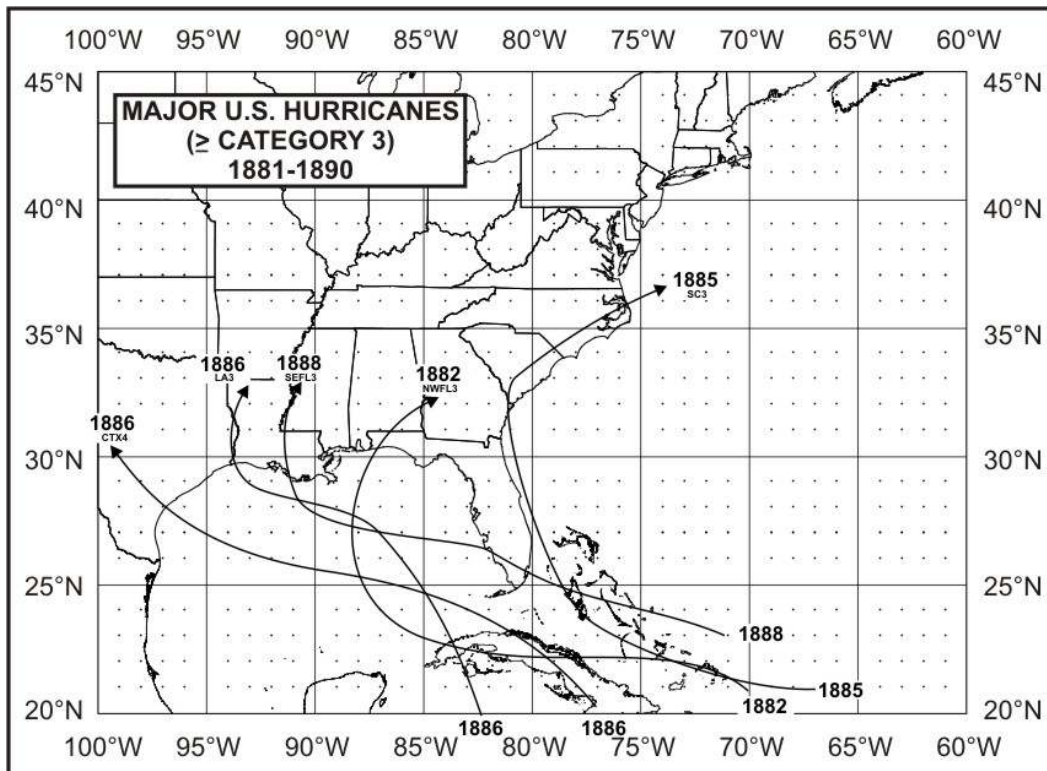 100°W 95°W 90°W 85°W 80°W 75°W 70°W 65°W 60°W
45°N 45°N
MAJOR U.S. HURRICANES
(≥ CATEGORY 3)
1881-1890
40°N 40°N
1885
SC3
35°N 35°N
1886
LA3
1888
SEFL3
1882
NWFL3
1886
CTX4
30°N 30°N
25°N 25°N
1888
1885
1882
20°N 20°N
1886 1886
100°W 95°W 90°W 85°W 80°W 75°W 70°W 65°W 60°W